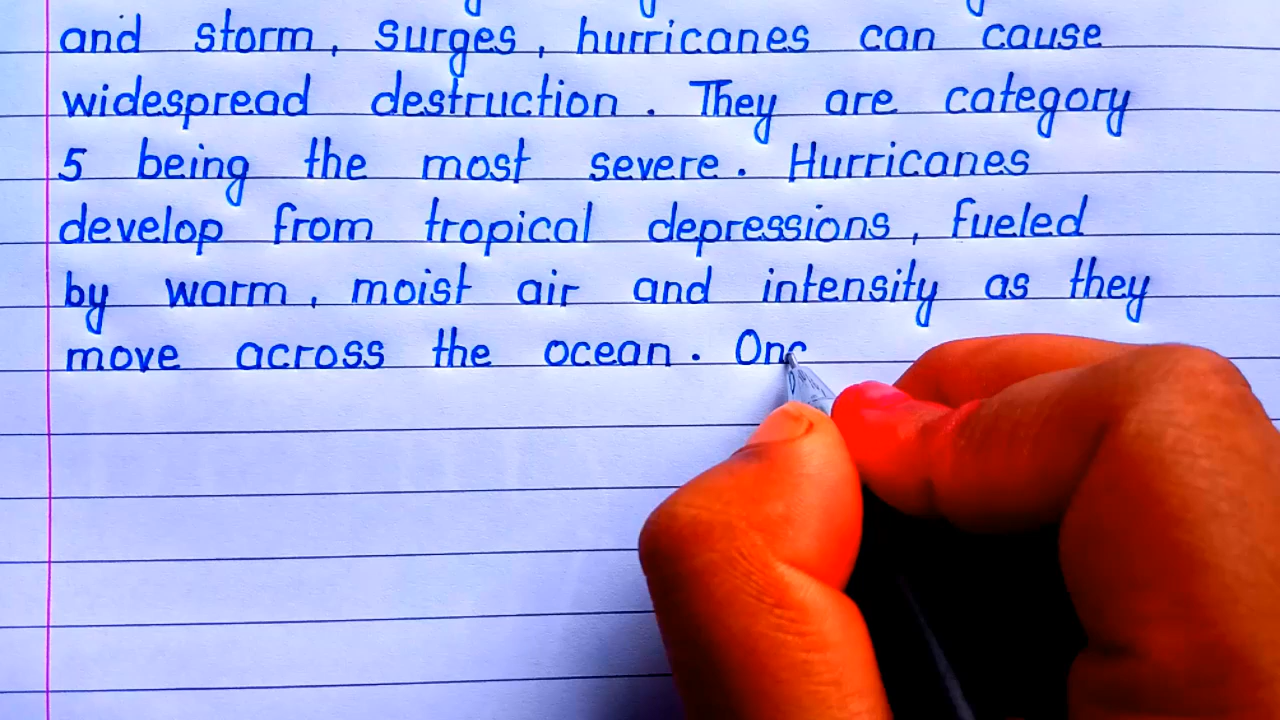 and storm, surges, hurricanes can cause
widespread destruction. They are category
5 being the most severe. Hurricanes
develop from tropical depressions, fueled
by warm, moist air and intensity as they
move across the ocean. Onc